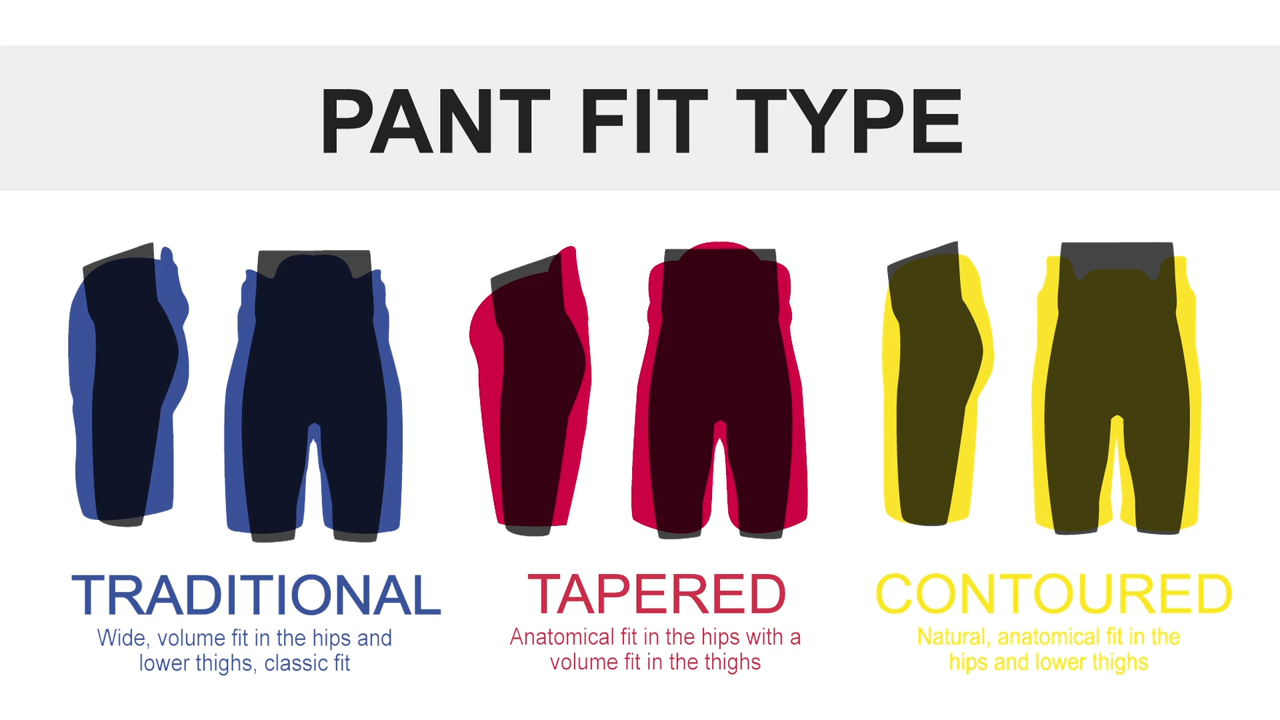 PANT FIT TYPE
TRADITIONAL
Wide, volume fit in the hips and
lower thighs, classic fit
TAPERED
Anatomical fit in the hips with a
volume fit in the thighs
CONTOURED
Natural, anatomical fit in the
hips and lower thighs